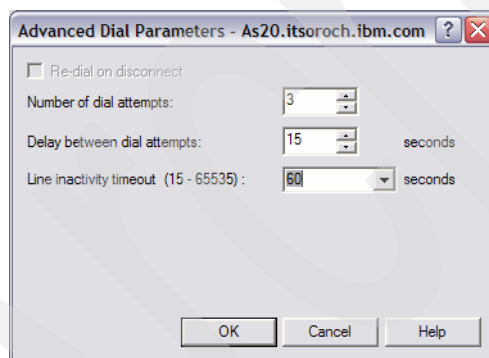 Advanced Dial Parameters - As20.itsoroch.ibm.com
Re-dial on disconnect
Number of dial attempts: 3
Delay between dial attempts: 15 seconds
Line inactivity timeout (15 - 65535) : 60 seconds
OK Cancel Help